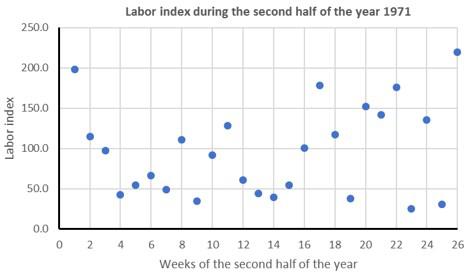 Labor index during the second half of the year 1971
250.0
200.0
150.0
100.0
50.0
0.0
Labor index
0 2 4 6 8 10 12 14 16 18 20 22 24 26
Weeks of the second half of the year